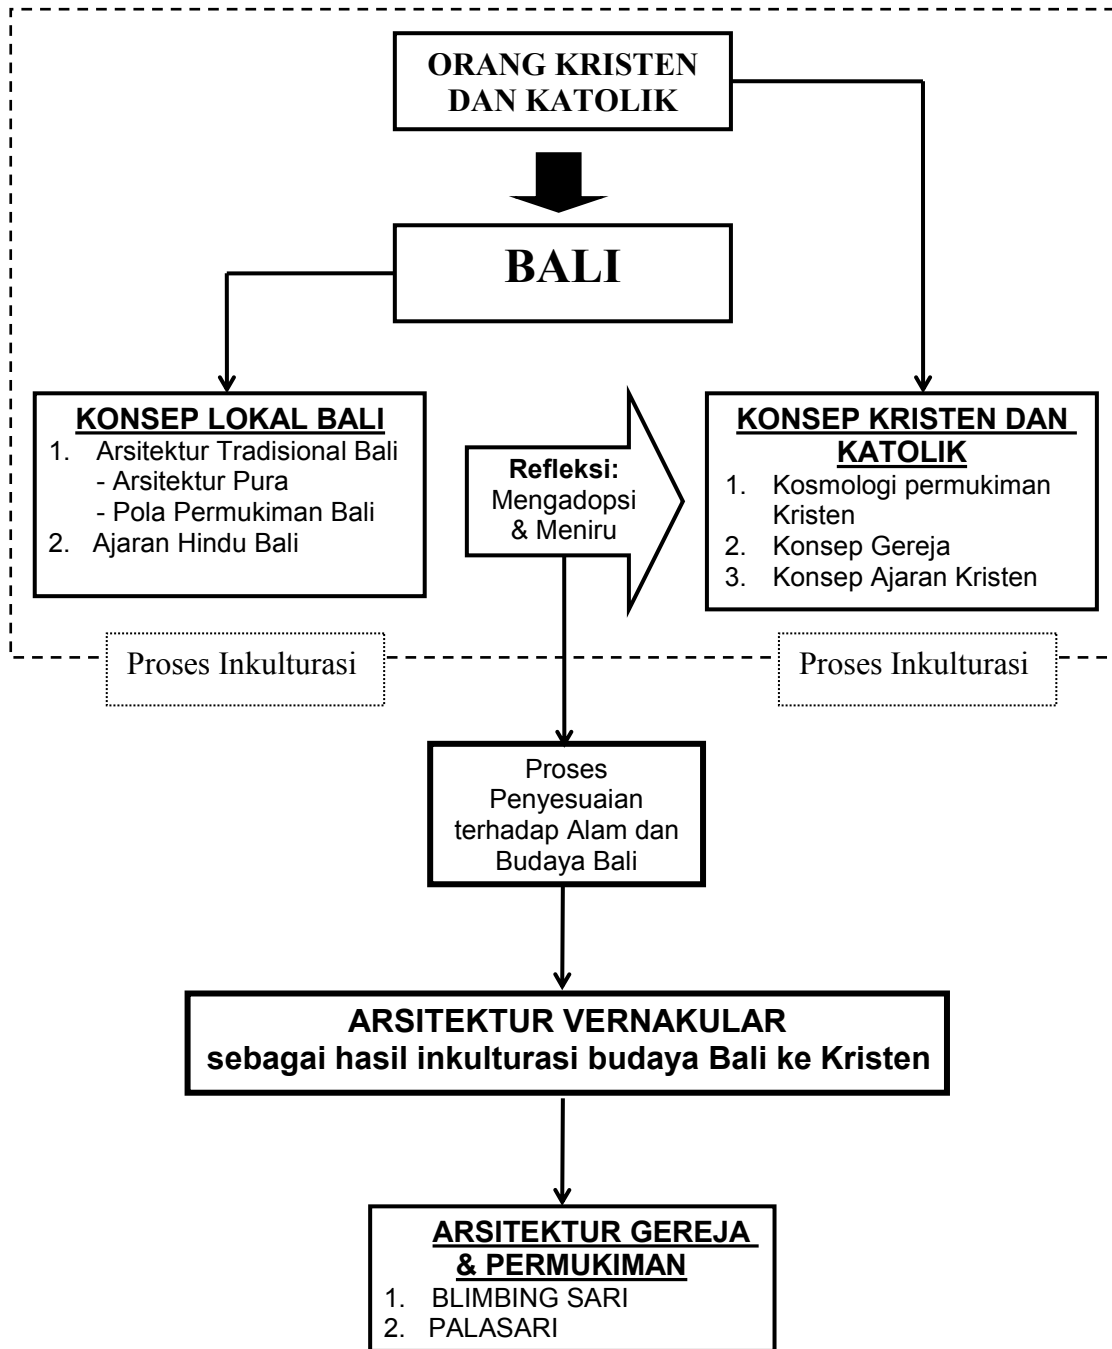 ORANG KRISTEN
DAN KATOLIK
BALI
KONSEP LOKAL BALI
1. Arsitektur Tradisional Bali
- Arsitektur Pura
- Pola Permukiman Bali
2. Ajaran Hindu Bali
Refleksi:
Mengadopsi
& Meniru
KONSEP KRISTEN DAN
KATOLIK
1. Kosmologi permukiman
Kristen
2. Konsep Gereja
3. Konsep Ajaran Kristen
Proses Inkulturasi
Proses Inkulturasi
Proses
Penyesuaian
terhadap Alam dan
Budaya Bali
ARSITEKTUR VERNAKULAR
sebagai hasil inkulturasi budaya Bali ke Kristen
ARSITEKTUR GEREJA
& PERMUKIMAN
1. BLIMBING SARI
2. PALASARI